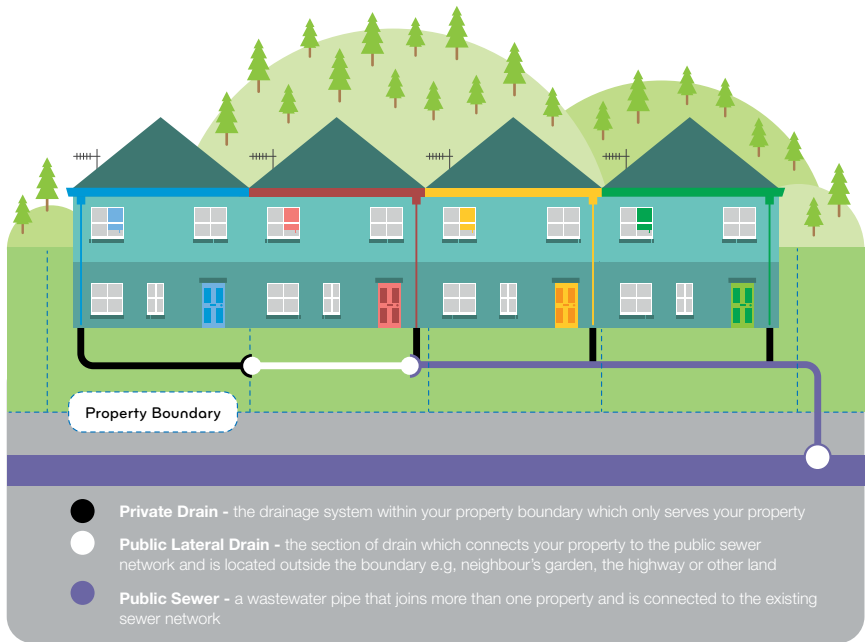 Property Boundary
Private Drain - the drainage system within your property boundary which only serves your property
Public Lateral Drain - the section of drain which connects your property to the public sewer
network and is located outside the boundary e.g, neighbour's garden, the highway or other land
Public Sewer - a wastewater pipe that joins more than one property and is connected to the existing
sewer network